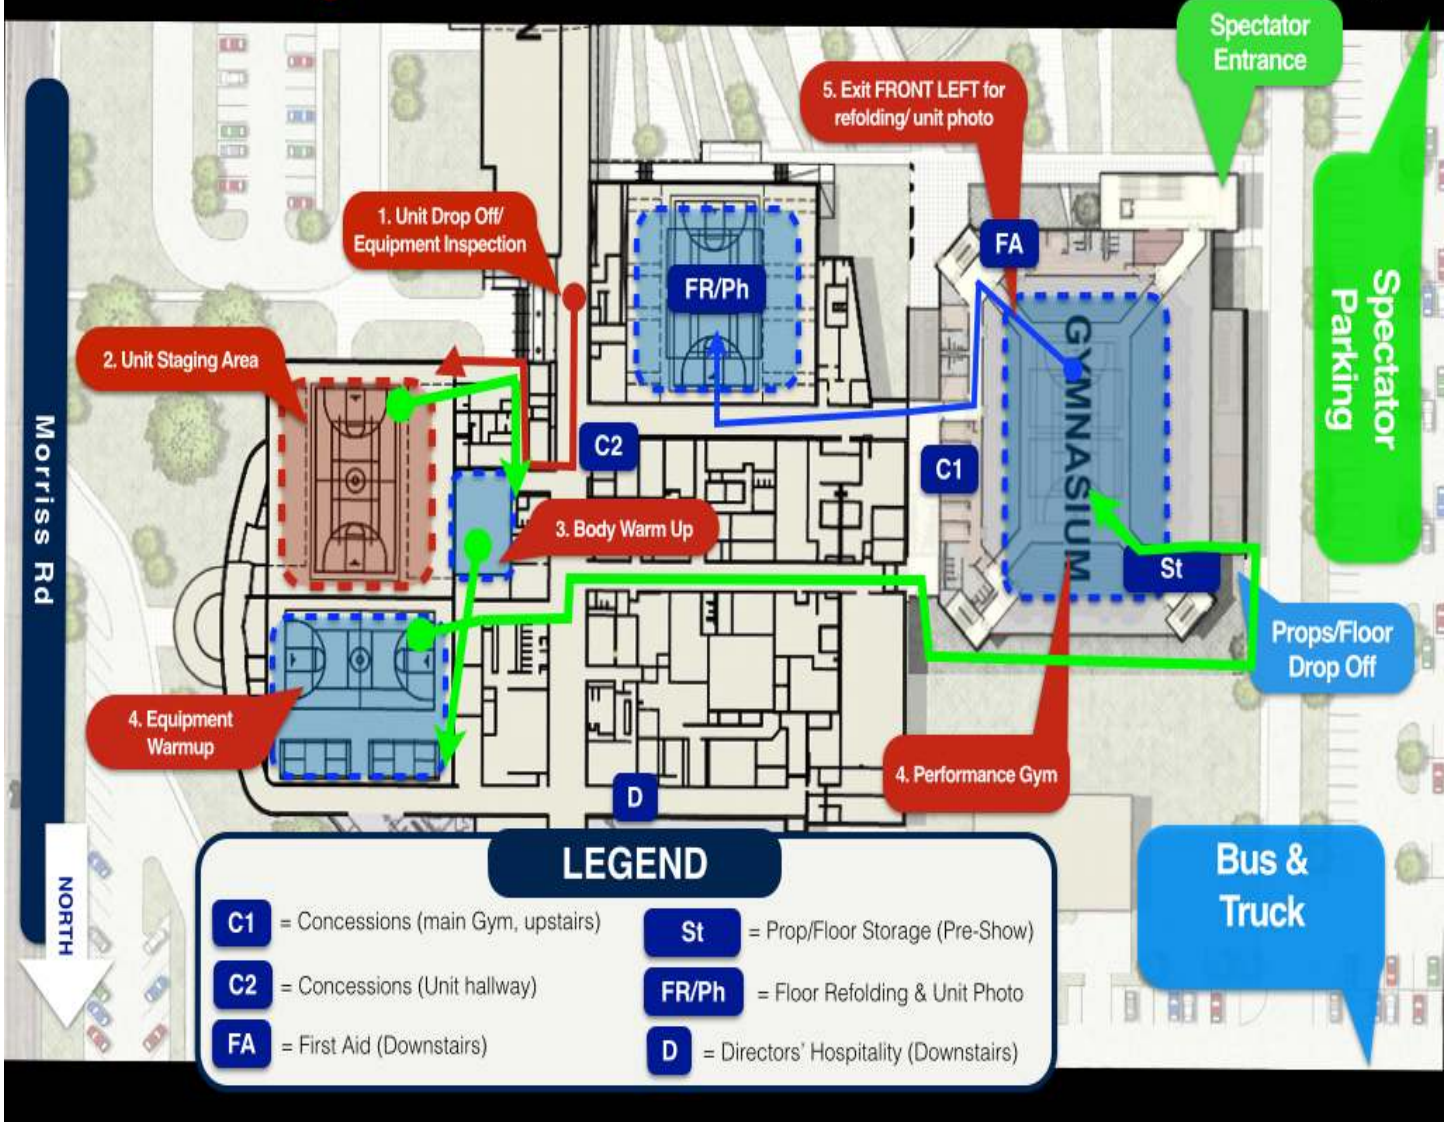 Spectator
Entrance
5. Exit FRONT LEFT for
refolding/ unit photo
1. Unit Drop Off/
Equipment Inspection
FA
FR/Ph
Spectator
Parking
2. Unit Staging Area
GYMNASIUM
Morriss Rd
C2
C1
3. Body Warm Up
St
Props/Floor
Drop Off
4. Equipment
Warmup
4. Performance Gym
D
Bus &
Truck
NORTH
LEGEND
C1 = Concessions (main Gym, upstairs)
C2 = Concessions (Unit hallway)
FA = First Aid (Downstairs)
St = Prop/Floor Storage (Pre-Show)
FR/Ph = Floor Refolding & Unit Photo
D = Directors' Hospitality (Downstairs)